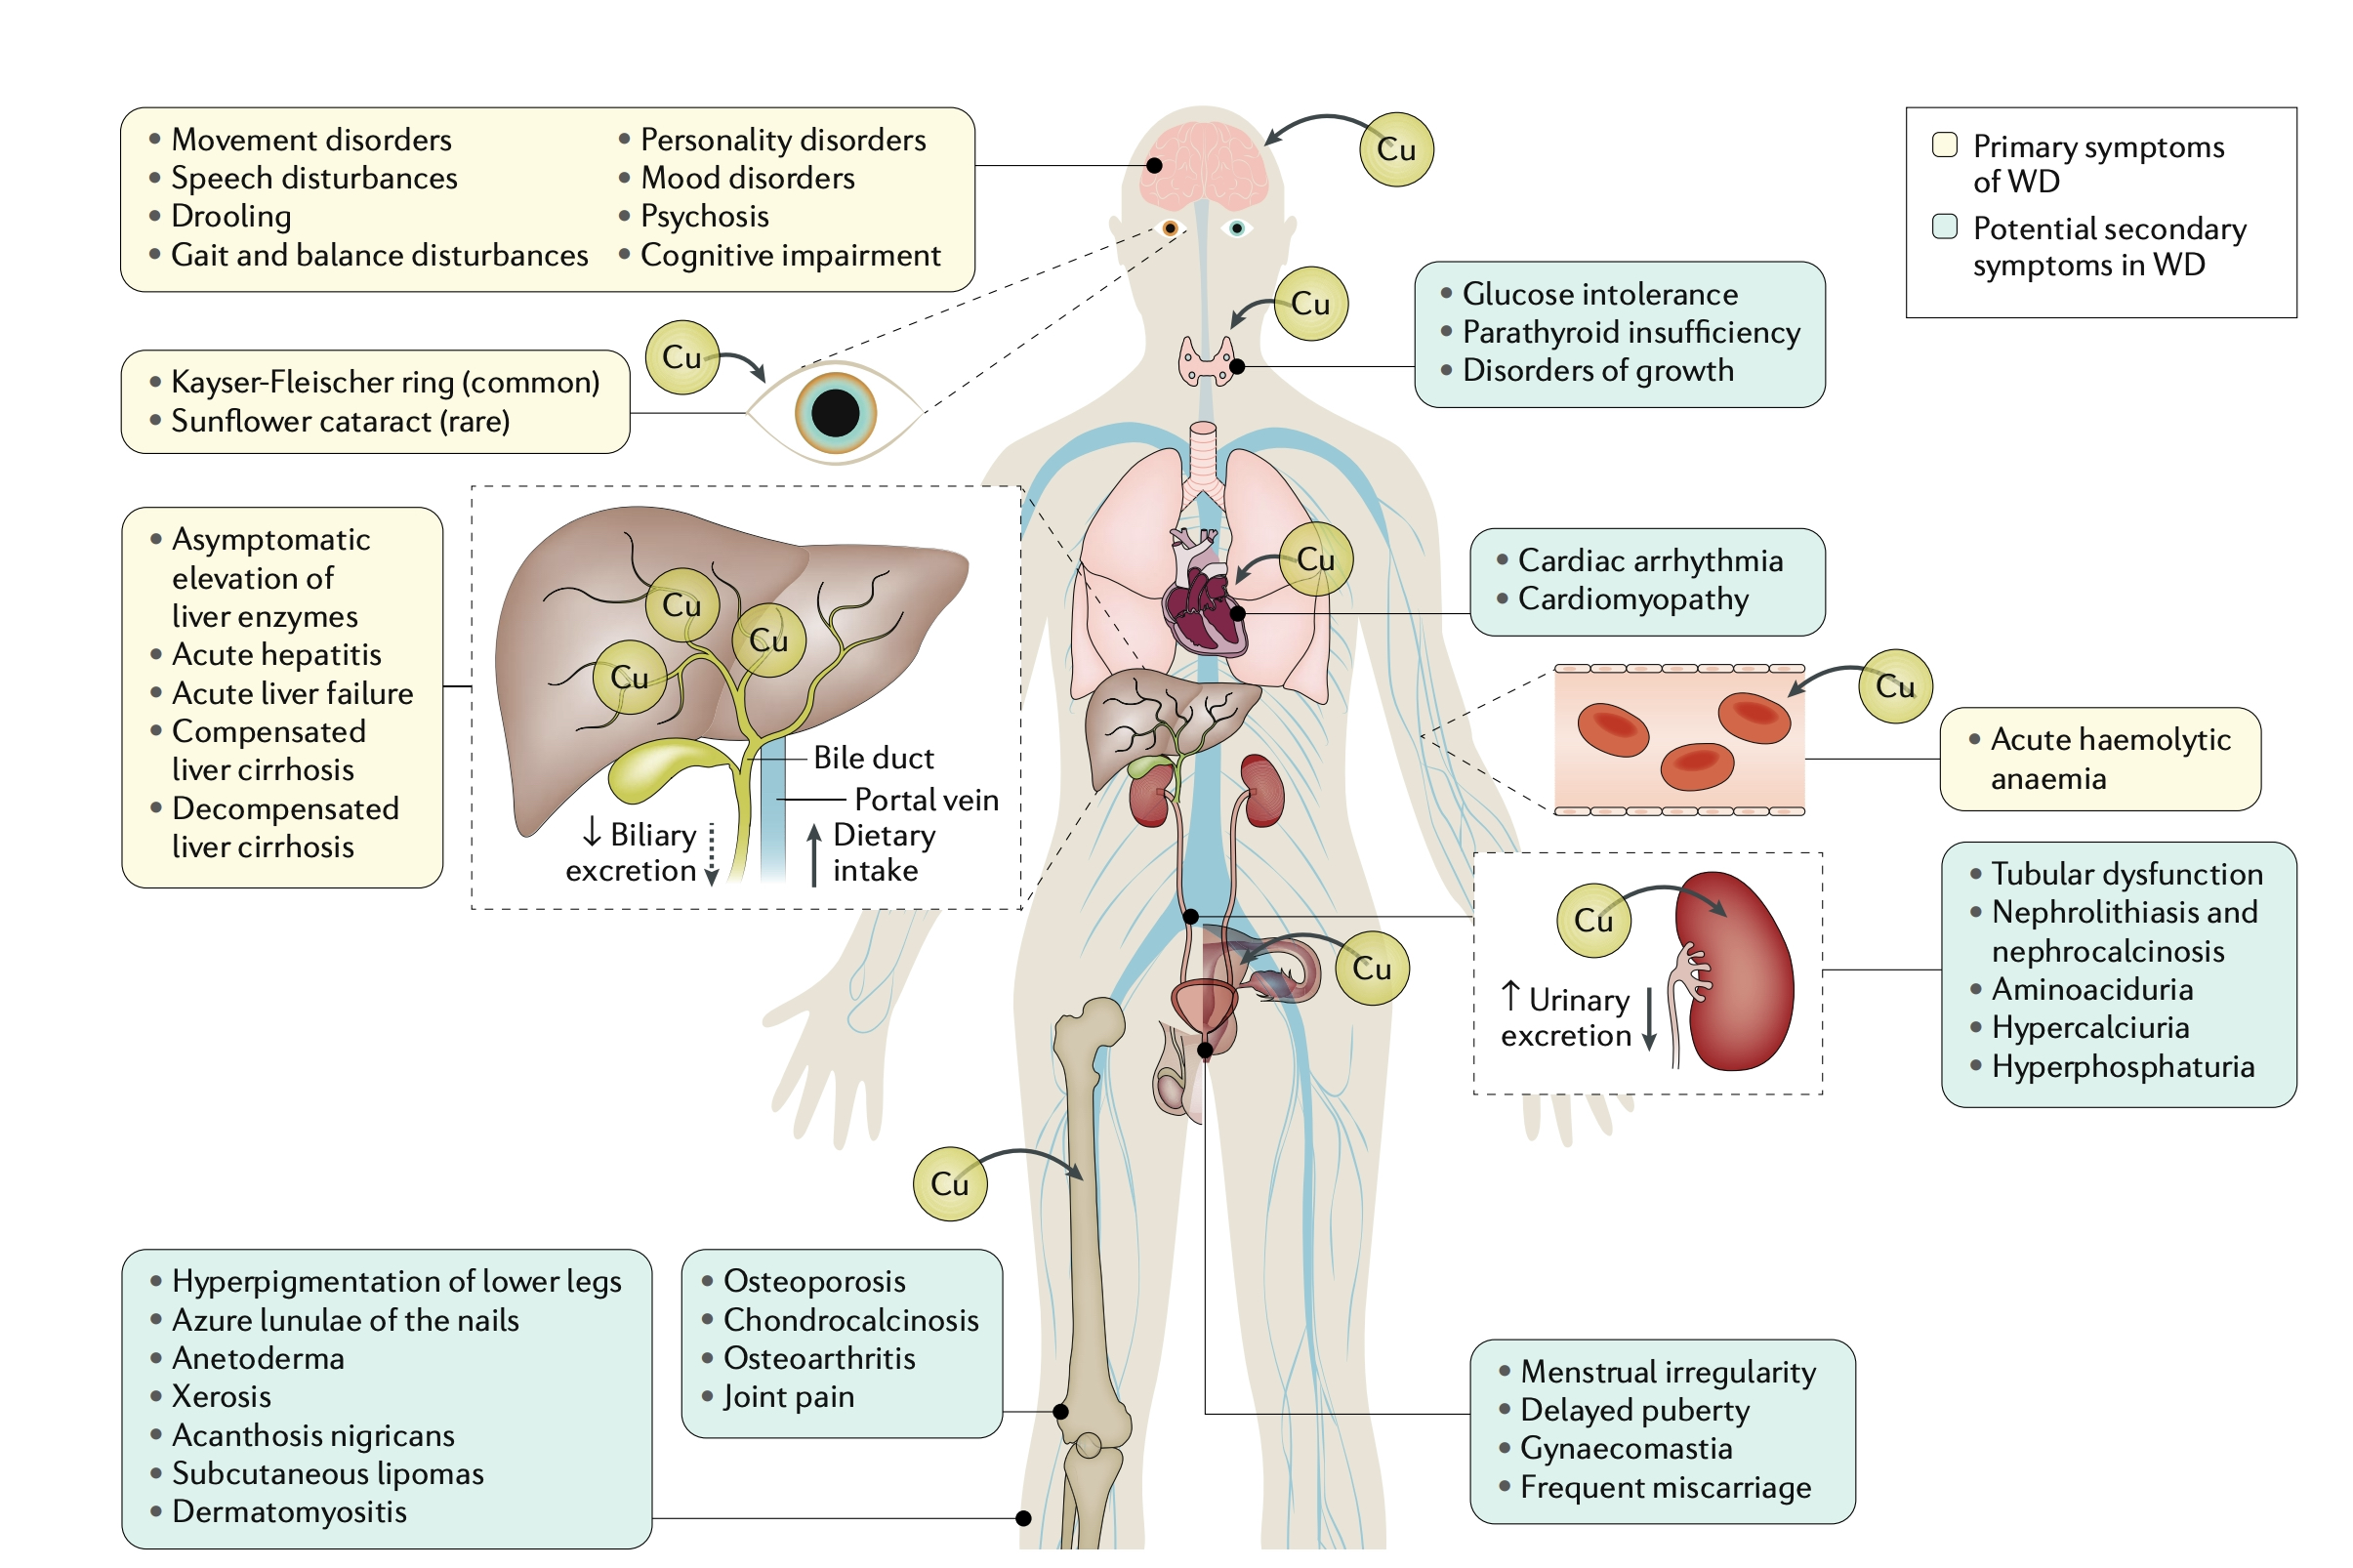 • Movement disorders
• Speech disturbances
• Drooling
• Gait and balance disturbances
• Personality disorders
• Mood disorders
• Psychosis
• Cognitive impairment
Cu
Primary symptoms
of WD
Potential secondary
symptoms in WD
Cu
• Glucose intolerance
• Parathyroid insufficiency
• Disorders of growth
Cu
• Kayser-Fleischer ring (common)
• Sunflower cataract (rare)
• Asymptomatic
elevation of
liver enzymes
• Acute hepatitis
• Acute liver failure
• Compensated
liver cirrhosis
• Decompensated
liver cirrhosis
Cu
Cu
Cu
Bile duct
Portal vein
↓ Biliary
excretion
Dietary
intake
Cu
• Cardiac arrhythmia
• Cardiomyopathy
Cu
• Acute haemolytic
anaemia
Cu
↑ Urinary
excretion
• Tubular dysfunction
• Nephrolithiasis and
nephrocalcinosis
• Aminoaciduria
• Hypercalciuria
• Hyperphosphaturia
Cu
Cu
• Hyperpigmentation of lower legs
• Azure lunulae of the nails
• Anetoderma
• Xerosis
• Acanthosis nigricans
• Subcutaneous lipomas
• Dermatomyositis
• Osteoporosis
• Chondrocalcinosis
• Osteoarthritis
• Joint pain
• Menstrual irregularity
• Delayed puberty
• Gynaecomastia
• Frequent miscarriage